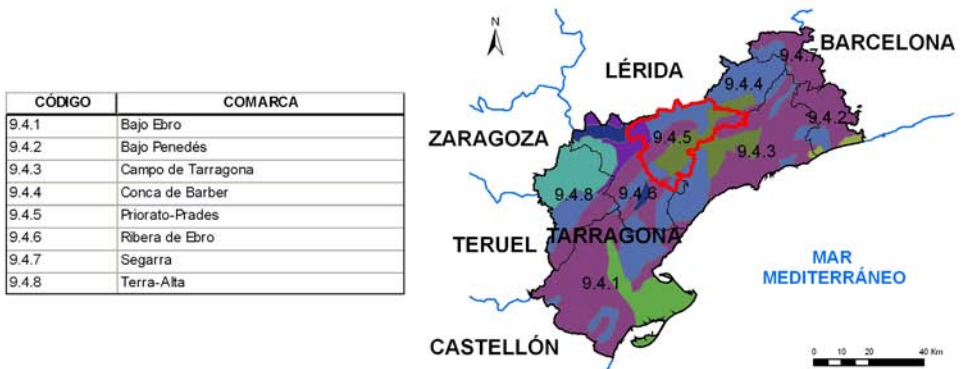 CÓDIGO COMARCA
9.4.1 Bajo Ebro
9.4.2 Bajo Penedés
9.4.3 Campo de Tarragona
9.4.4 Conca de Barber
9.4.5 Priorato-Prades
9.4.6 Ribera de Ebro
9.4.7 Segarra
9.4.8 Terra-Alta
N
BARCELONA
9.4.7
LÉRIDA
9.4.4
9.4.2
ZARAGOZA
9.4.5
9.4.3
9.4.8
9.4.6
TERUEL
TARRAGONA
MAR
MEDITERRÁNEO
9.4.1
CASTELLÓN
0 10 20 40 Km